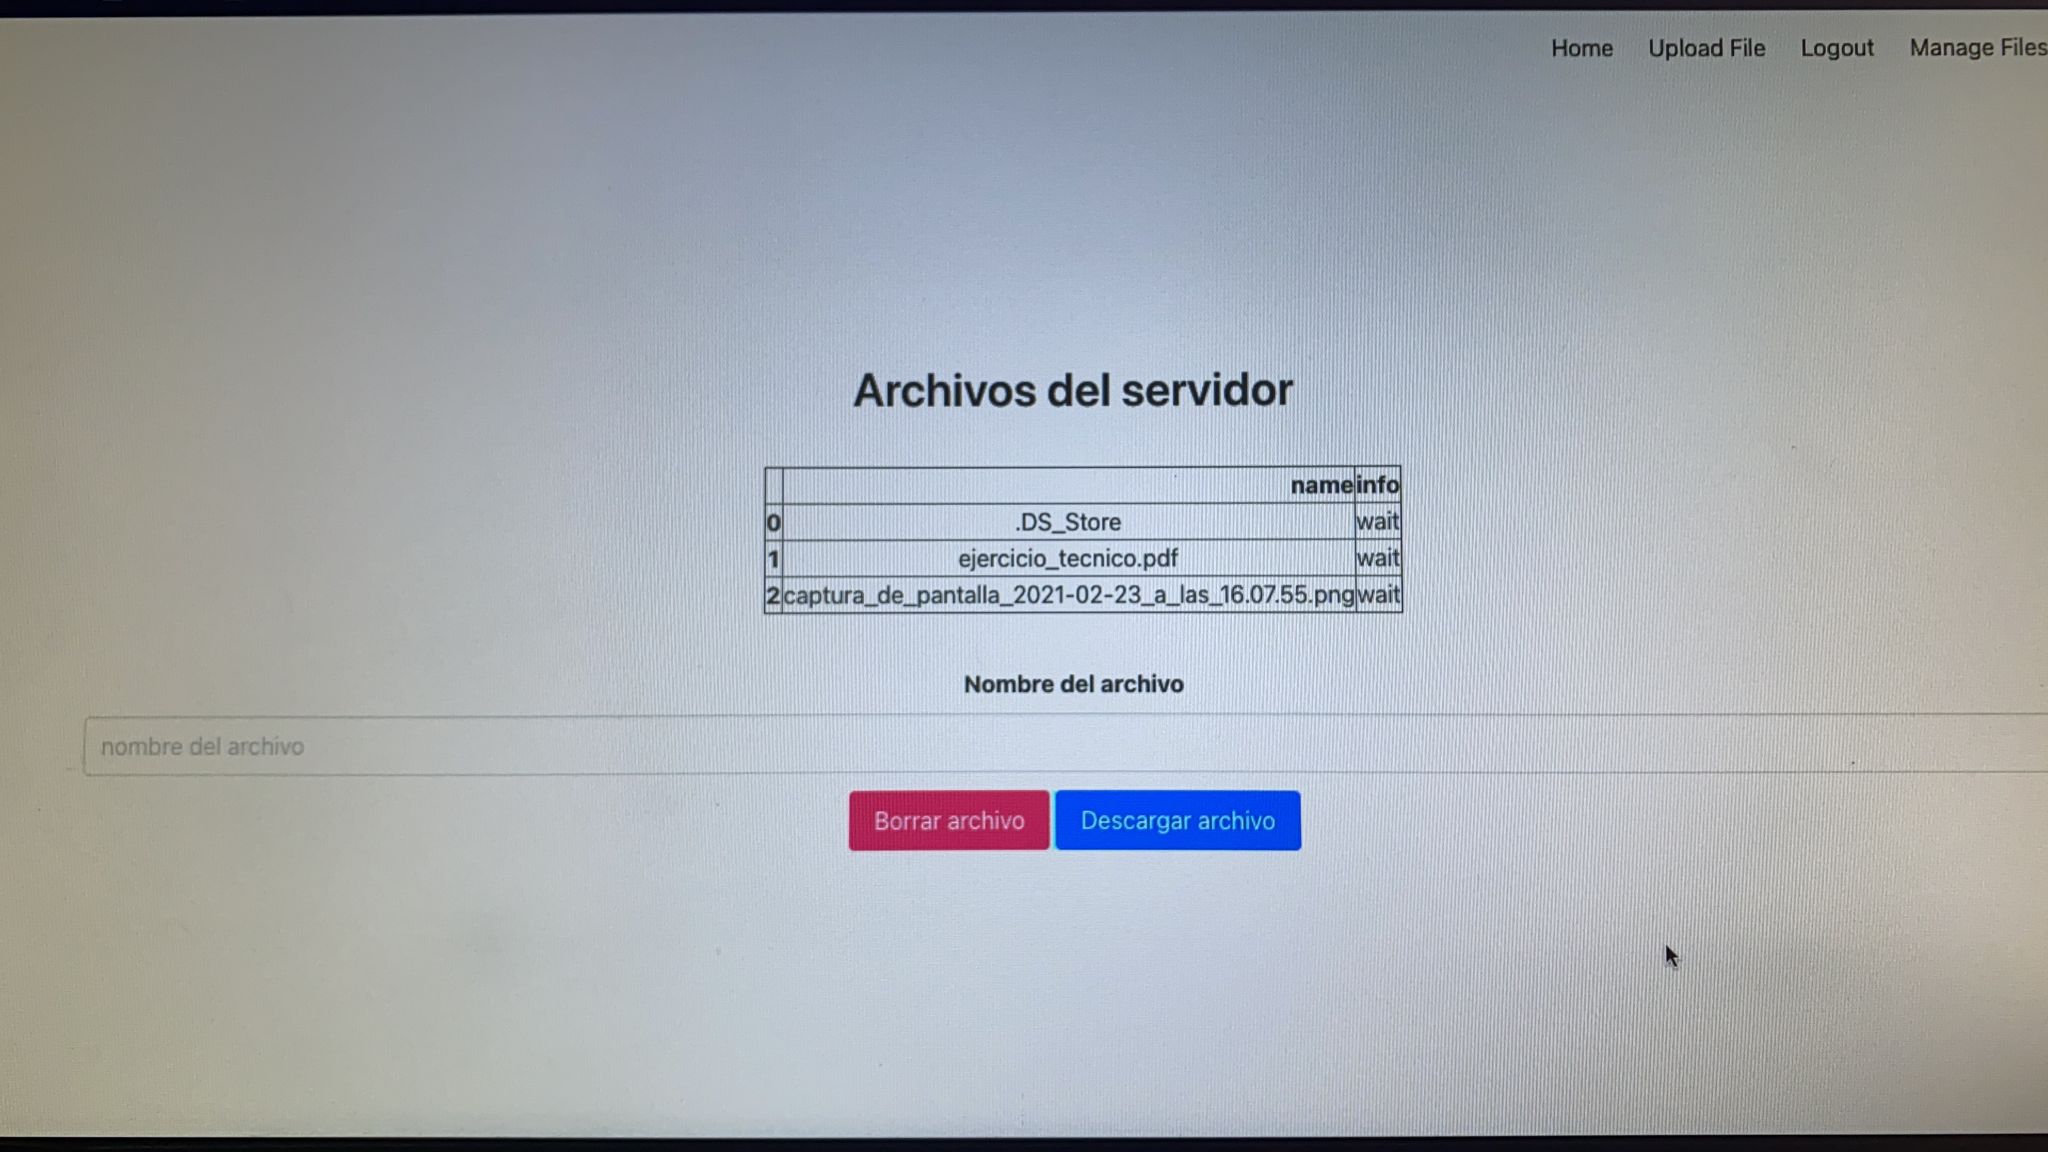 Home Upload File Logout Manage Files
Archivos del servidor
name info
0 .DS_Store wait
1 ejercicio_tecnico.pdf wait
2 captura_de_pantalla_2021-02-23_a_las_16.07.55.png wait
Nombre del archivo
nombre del archivo
Borrar archivo Descargar archivo